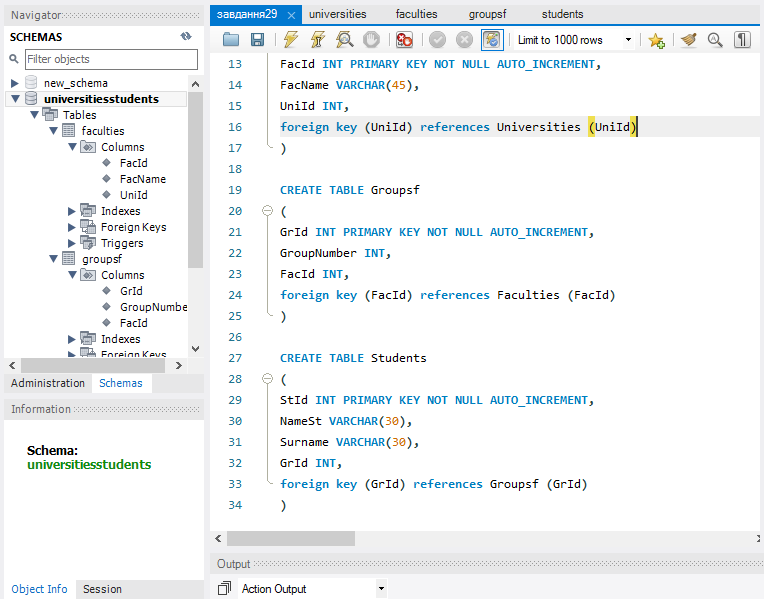 Navigator
SCHEMAS
Filter objects
new_schema
universitiesstudents
Tables
faculties
Columns
FacId
FacName
UniId
Indexes
Foreign Keys
Triggers
groupsf
Columns
GrId
GroupNumbe
FacId
Indexes
Foreign Keys
Administration Schemas
Information
Schema:
universitiesstudents
Object Info Session
завдання29 universities faculties groupsf students
Limit to 1000 rows
13 FacId INT PRIMARY KEY NOT NULL AUTO_INCREMENT,
14 FacName VARCHAR(45),
15 UniId INT,
16 foreign key (UniId) references Universities (UniId)
17 )
18
19 CREATE TABLE Groupsf
20 (
21 GrId INT PRIMARY KEY NOT NULL AUTO_INCREMENT,
22 GroupNumber INT,
23 FacId INT,
24 foreign key (FacId) references Faculties (FacId)
25 )
26
27 CREATE TABLE Students
28 (
29 StId INT PRIMARY KEY NOT NULL AUTO_INCREMENT,
30 NameSt VARCHAR(30),
31 Surname VARCHAR(30),
32 GrId INT,
33 foreign key (GrId) references Groupsf (GrId)
34 )
Output
Action Output